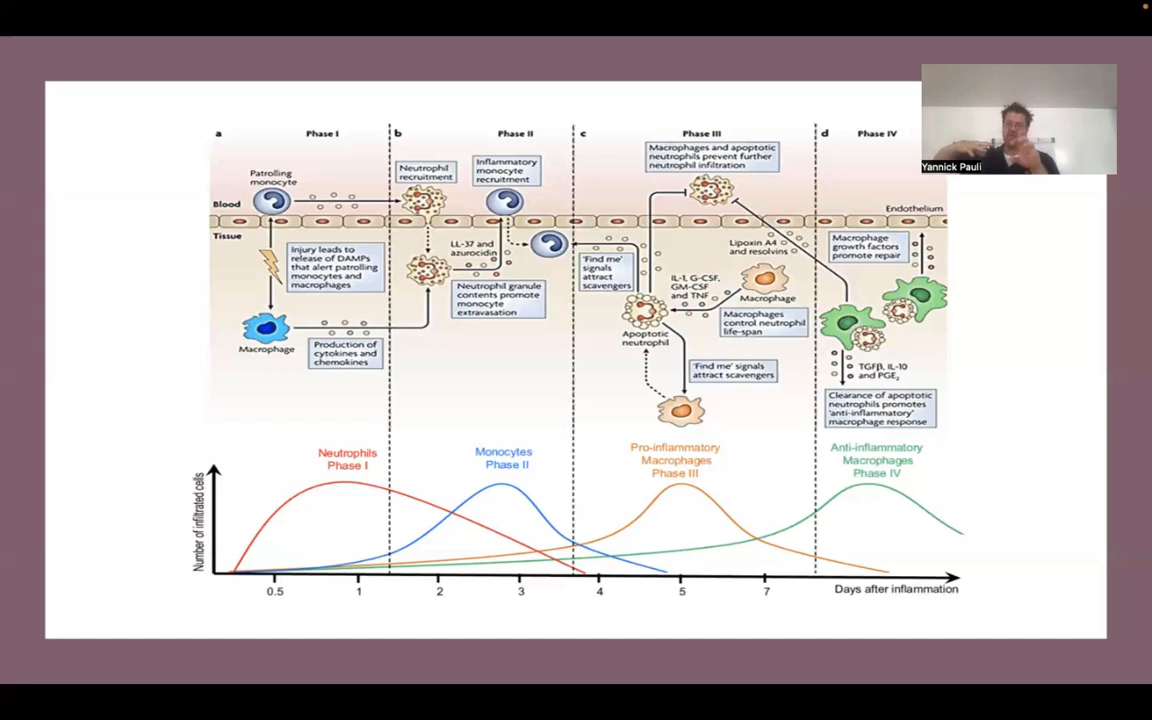 a
Phase I
b
Phase II
c
Phase III
d
Phase IV
Yannick Pauli
Patrolling
monocyte
Blood
Tissue
Injury leads to
release of DAMPs
that alert patrolling
monocytes and
macrophages
Macrophage
Production of
cytokines and
chemokines
Neutrophil
recruitment
Inflammatory
monocyte
recruitment
LL-37 and
azurocidin
Neutrophil granule
contents promote
monocyte
extravasation
Macrophages and apoptotic
neutrophils prevent further
neutrophil infiltration
'Find me'
signals
attract
scavengers
IL-1, G-CSF,
GM-CSF
and TNF
Lipoxin A4
and resolvins
Macrophage
Macrophages
control neutrophil
life-span
Apoptotic
neutrophil
'Find me' signals
attract scavengers
Endothelium
Macrophage
growth factors
promote repair
TGFβ, IL-10
and PGE₂
Clearance of apoptotic
neutrophils promotes
'anti-inflammatory'
macrophage response
Neutrophils
Phase I
Monocytes
Phase II
Pro-inflammatory
Macrophages
Phase III
Anti-inflammatory
Macrophages
Phase IV
Number of infiltrated cells
0.5
1
2
3
4
5
7
Days after inflammation